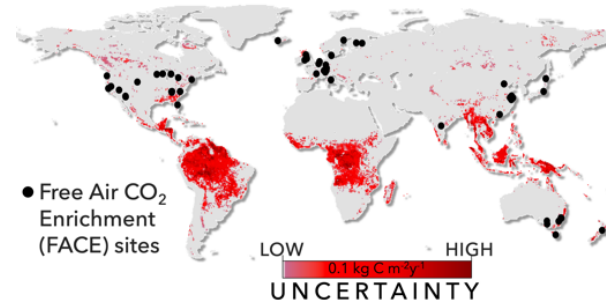 ● Free Air CO₂
Enrichment
(FACE) sites
LOW HIGH
0.1 kg C m⁻²y⁻¹
UNCERTAINTY